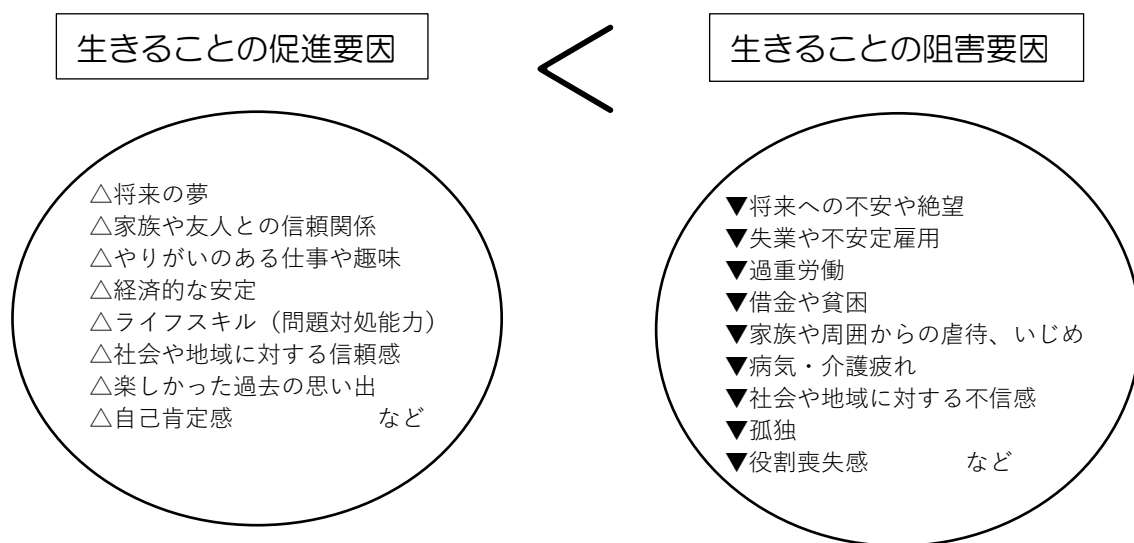 生きることの促進要因
<
生きることの阻害要因
△将来の夢
△家族や友人との信頼関係
△やりがいのある仕事や趣味
△経済的な安定
△ライフスキル（問題対処能力）
△社会や地域に対する信頼感
△楽しかった過去の思い出
△自己肯定感　　　　　　　など
▼将来への不安や絶望
▼失業や不安定雇用
▼過重労働
▼借金や貧困
▼家族や周囲からの虐待、いじめ
▼病気・介護疲れ
▼社会や地域に対する不信感
▼孤独
▼役割喪失感　　　　　など